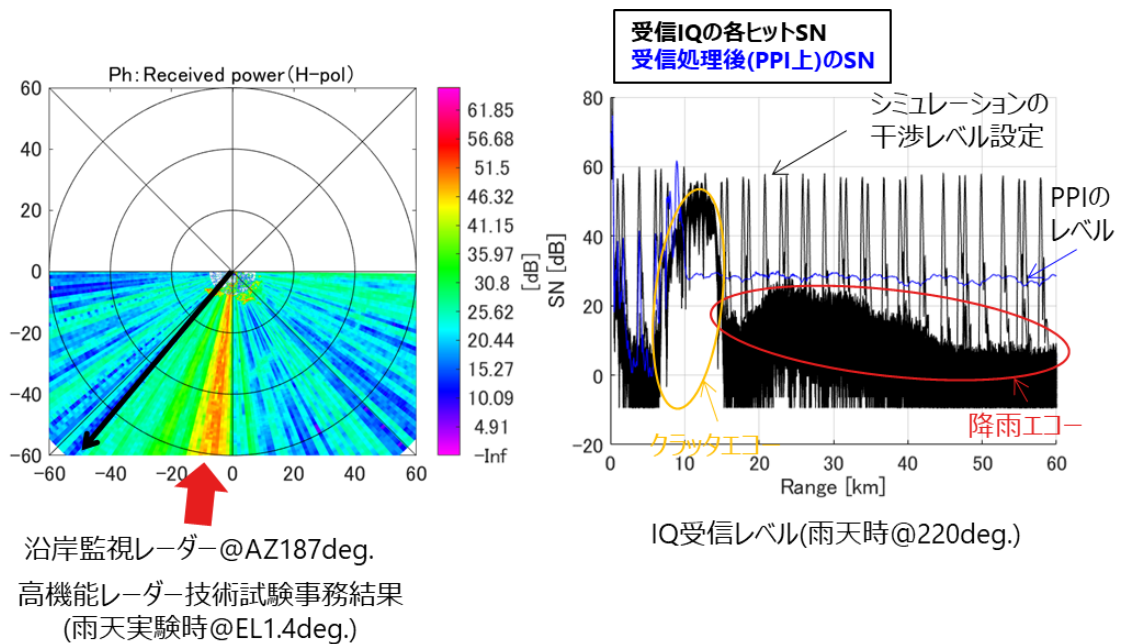 Ph: Received power(H-pol)
60
40
20
0
-20
-40
-60
-60
-40
-20
0
20
40
60
61.85
56.68
51.5
46.32
41.15
35.97
30.8
25.62
20.44
15.27
10.09
4.91
-Inf
[dB]
沿岸監視レーダー@AZ187deg.
高機能レーダー技術試験事務結果
(雨天実験時@EL1.4deg.)
受信IQの各ヒットSN
受信処理後(PPI上)のSN
シミュレーションの
干渉レベル設定
PPIの
レベル
クラッタエコー
降雨エコー
80
60
40
20
0
-20
SN [dB]
0
10
20
30
40
50
60
Range [km]
IQ受信レベル(雨天時@220deg.)